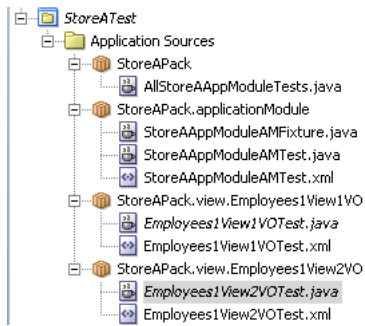 StoreATest
Application Sources
StoreAPack
AllStoreAAppModuleTests.java
StoreAPack.applicationModule
StoreAAppModuleAMFixture.java
StoreAAppModuleAMTest.java
StoreAAppModuleAMTest.xml
StoreAPack.view.Employees1View1VO
Employees1View1VOTest.java
Employees1View1VOTest.xml
StoreAPack.view.Employees1View2VO
Employees1View2VOTest.java
Employees1View2VOTest.xml